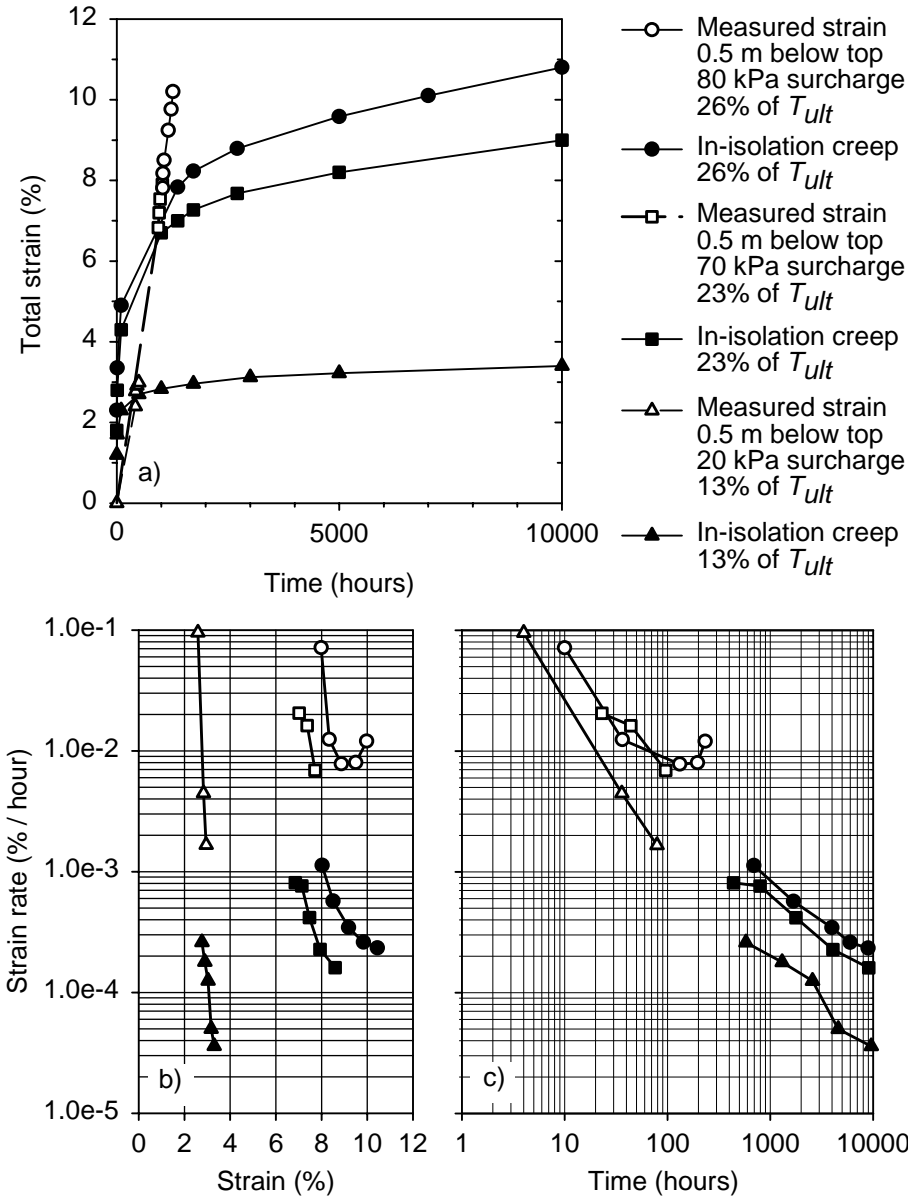 12
10
8
6
4
2
0
Total strain (%)
a)
0
5000
10000
Time (hours)
Measured strain
0.5 m below top
80 kPa surcharge
26% of Tult
In-isolation creep
26% of Tult
Measured strain
0.5 m below top
70 kPa surcharge
23% of Tult
In-isolation creep
23% of Tult
Measured strain
0.5 m below top
20 kPa surcharge
13% of Tult
In-isolation creep
13% of Tult
1.0e-1
1.0e-2
1.0e-3
1.0e-4
1.0e-5
Strain rate (% / hour)
b)
0 2 4 6 8 10 12
Strain (%)
c)
1 10 100 1000 10000
Time (hours)